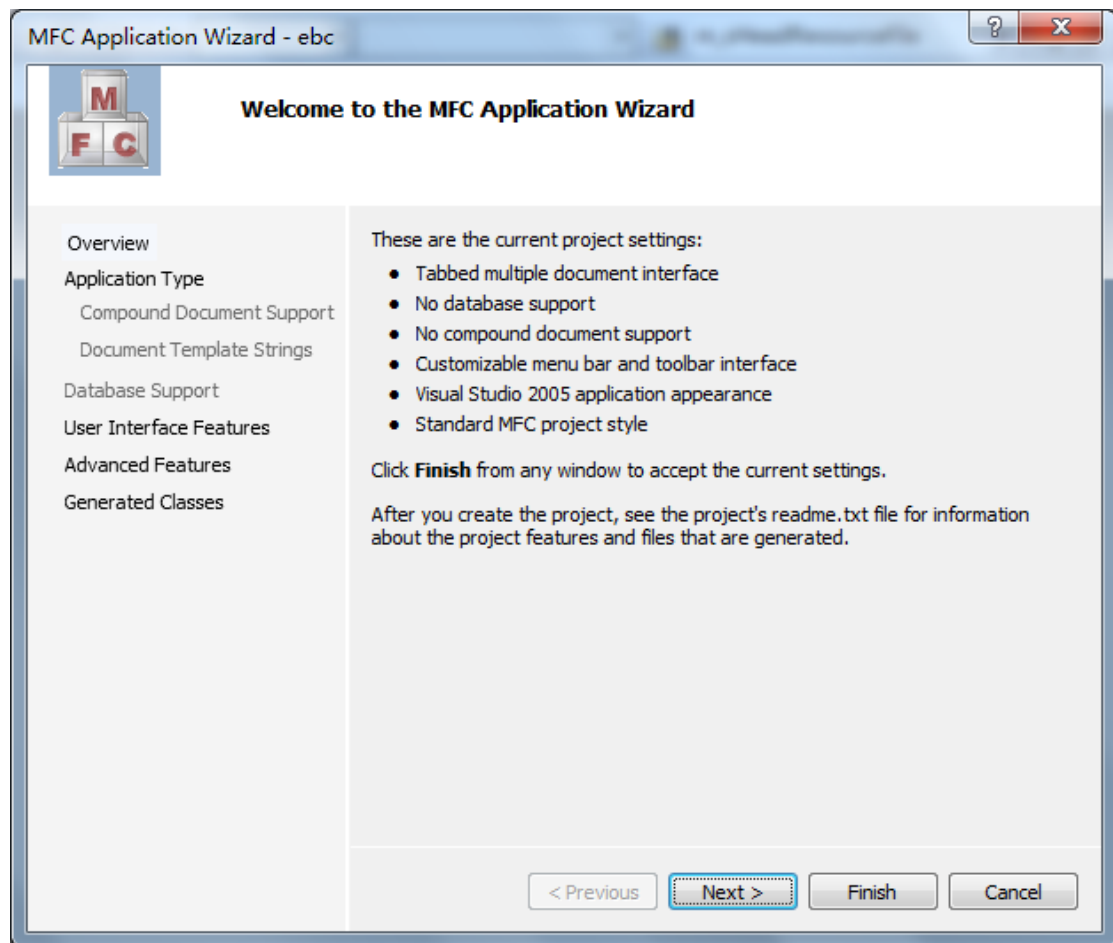 MFC Application Wizard - ebc
M
F C
Welcome to the MFC Application Wizard
Overview
Application Type
Compound Document Support
Document Template Strings
Database Support
User Interface Features
Advanced Features
Generated Classes
These are the current project settings:
• Tabbed multiple document interface
• No database support
• No compound document support
• Customizable menu bar and toolbar interface
• Visual Studio 2005 application appearance
• Standard MFC project style
Click Finish from any window to accept the current settings.
After you create the project, see the project's readme.txt file for information
about the project features and files that are generated.
< Previous Next > Finish Cancel